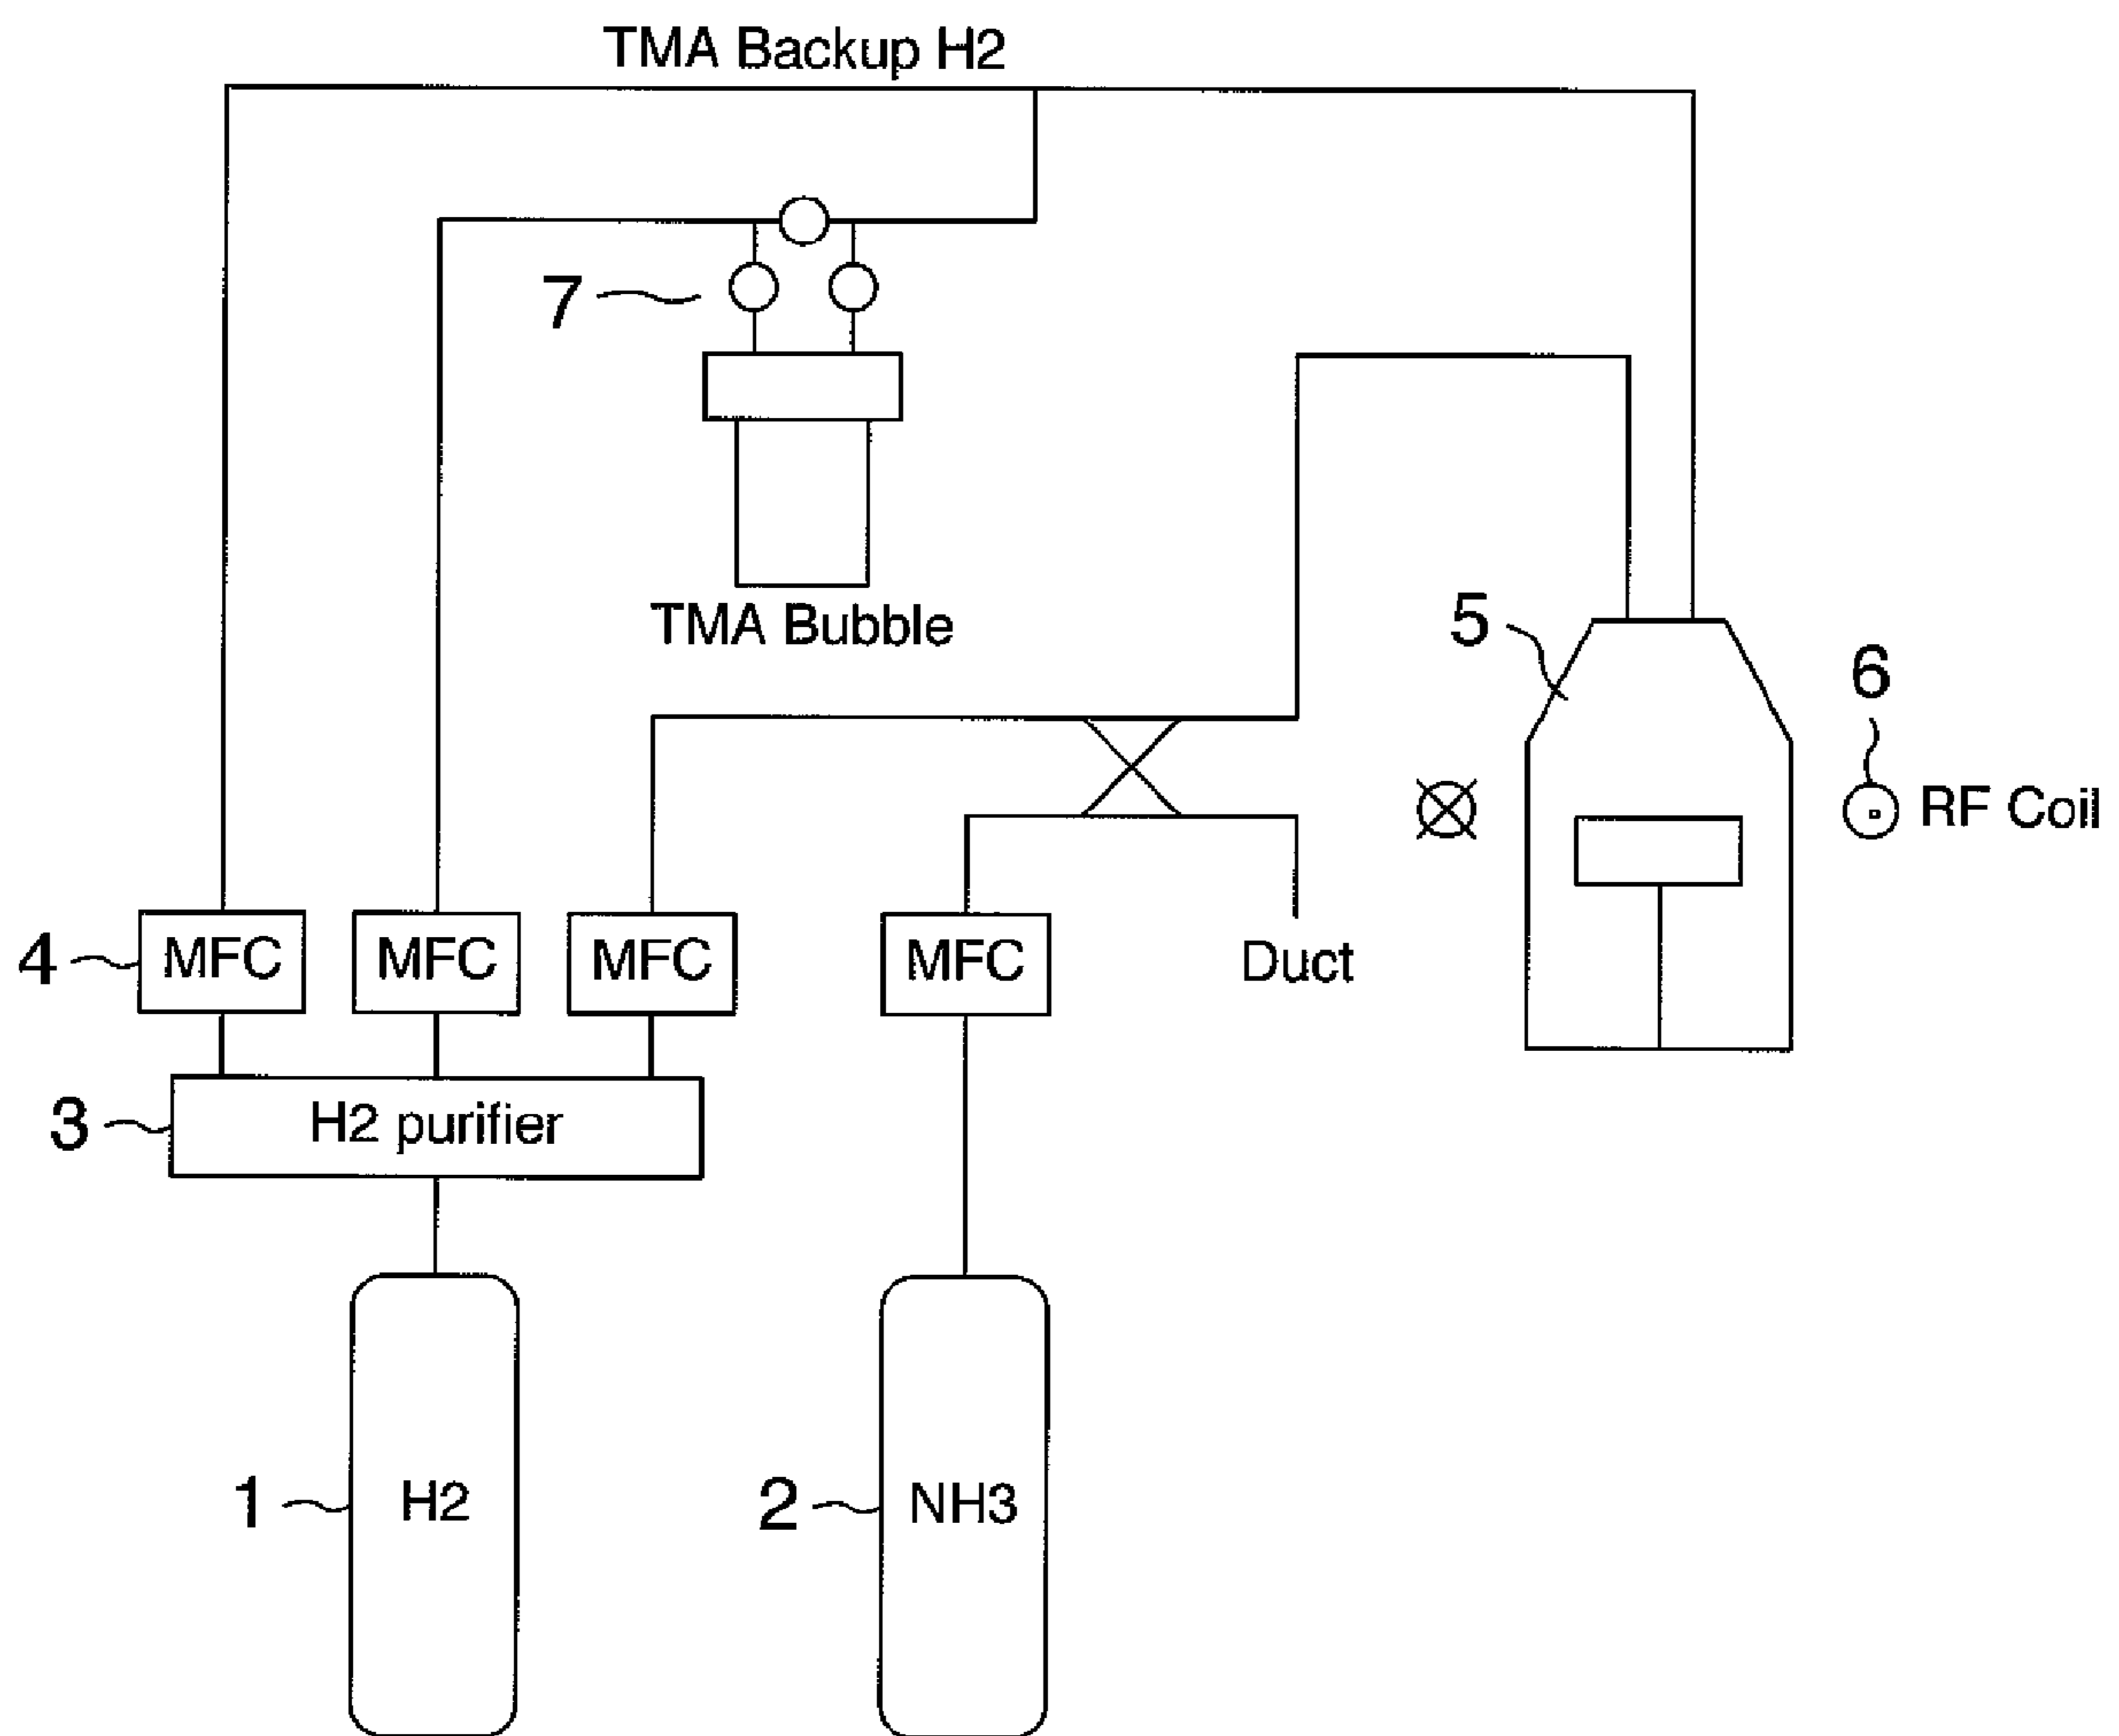 TMA Backup H2
7
TMA Bubble
5
6
RF Coil
4 MFC MFC MFC MFC Duct
3 H2 purifier
1 H2 2 NH3